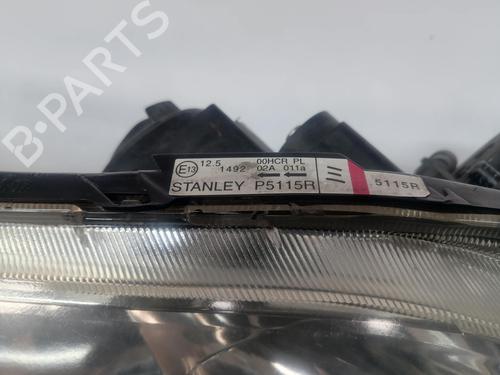 B-PARTS
E13 12.5 00HCR PL
1492 02A 011a
STANLEY P5115R
5115R